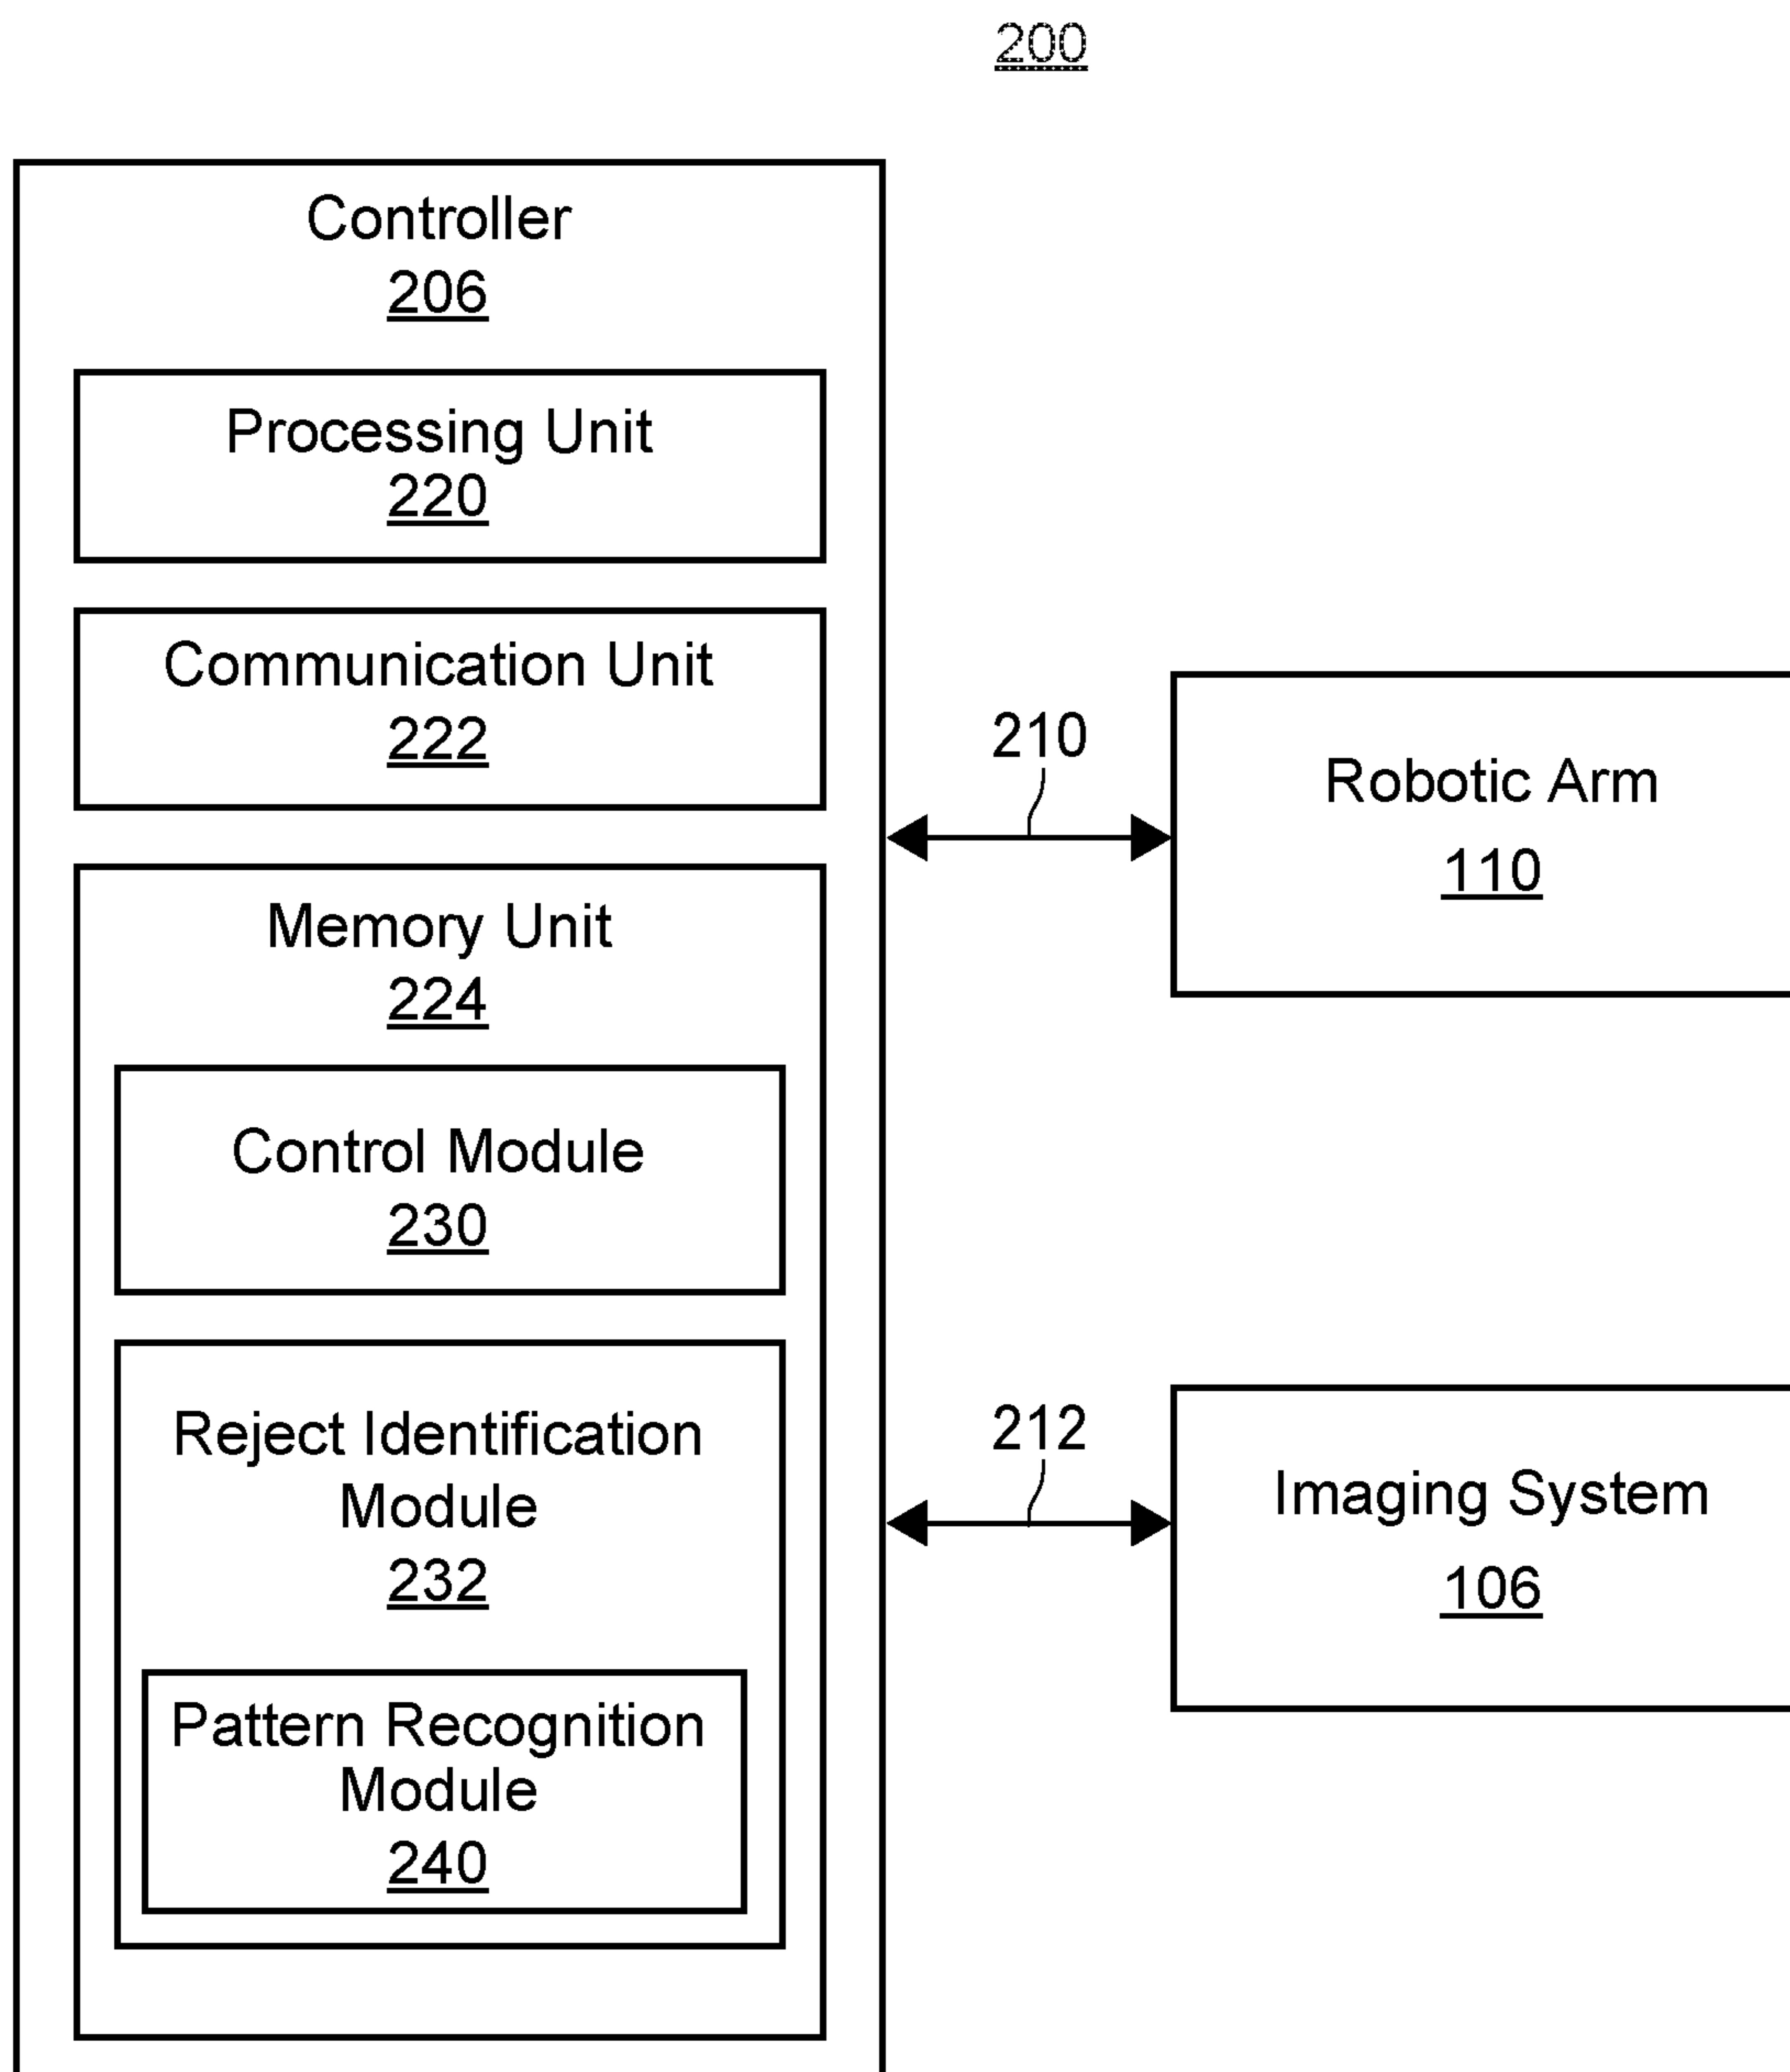 200
Controller
206
Processing Unit
220
Communication Unit
222
Memory Unit
224
Control Module
230
Reject Identification
Module
232
Pattern Recognition
Module
240
210
Robotic Arm
110
212
Imaging System
106